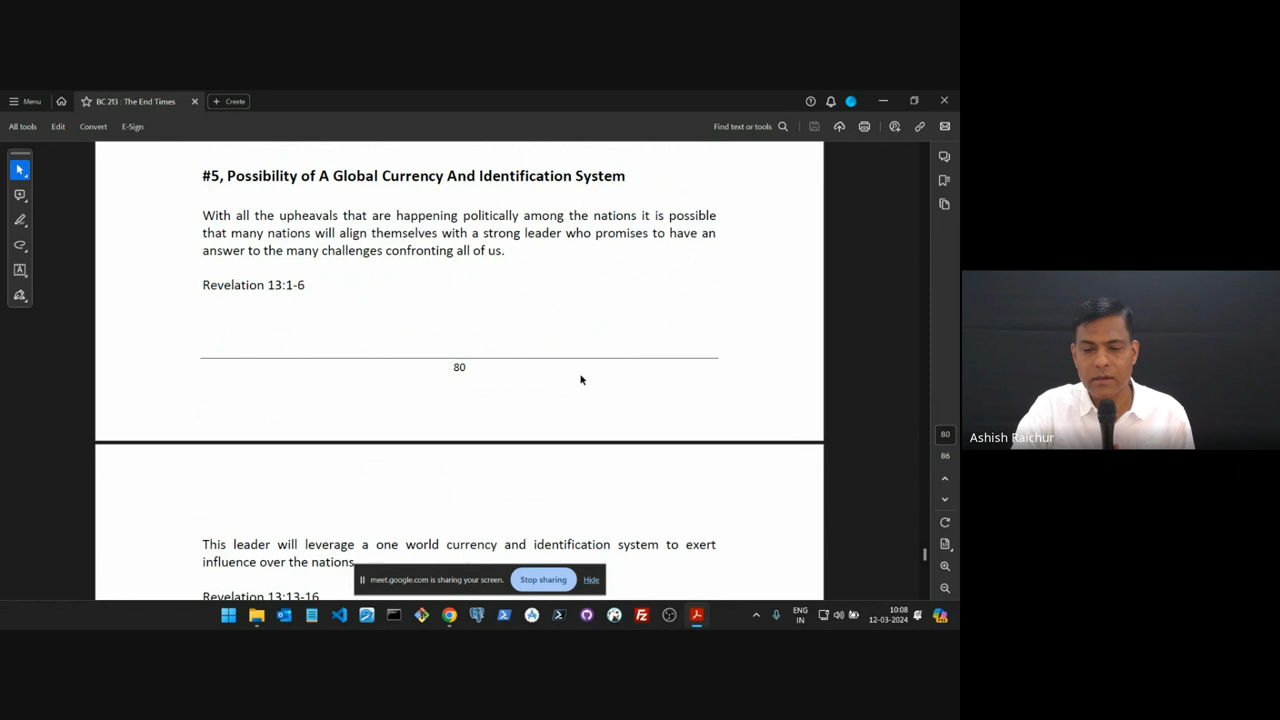 Menu
BC 213 : The End Times
Create
All tools Edit Convert E-Sign
Find text or tools
#5, Possibility of A Global Currency And Identification System
With all the upheavals that are happening politically among the nations it is possible
that many nations will align themselves with a strong leader who promises to have an
answer to the many challenges confronting all of us.
Revelation 13:1-6
80
80
86
This leader will leverage a one world currency and identification system to exert
influence over the nations.
Revelation 13:13-16
meet.google.com is sharing your screen. Stop sharing Hide
ENG
IN
10:08
12-03-2024
Ashish Raichur